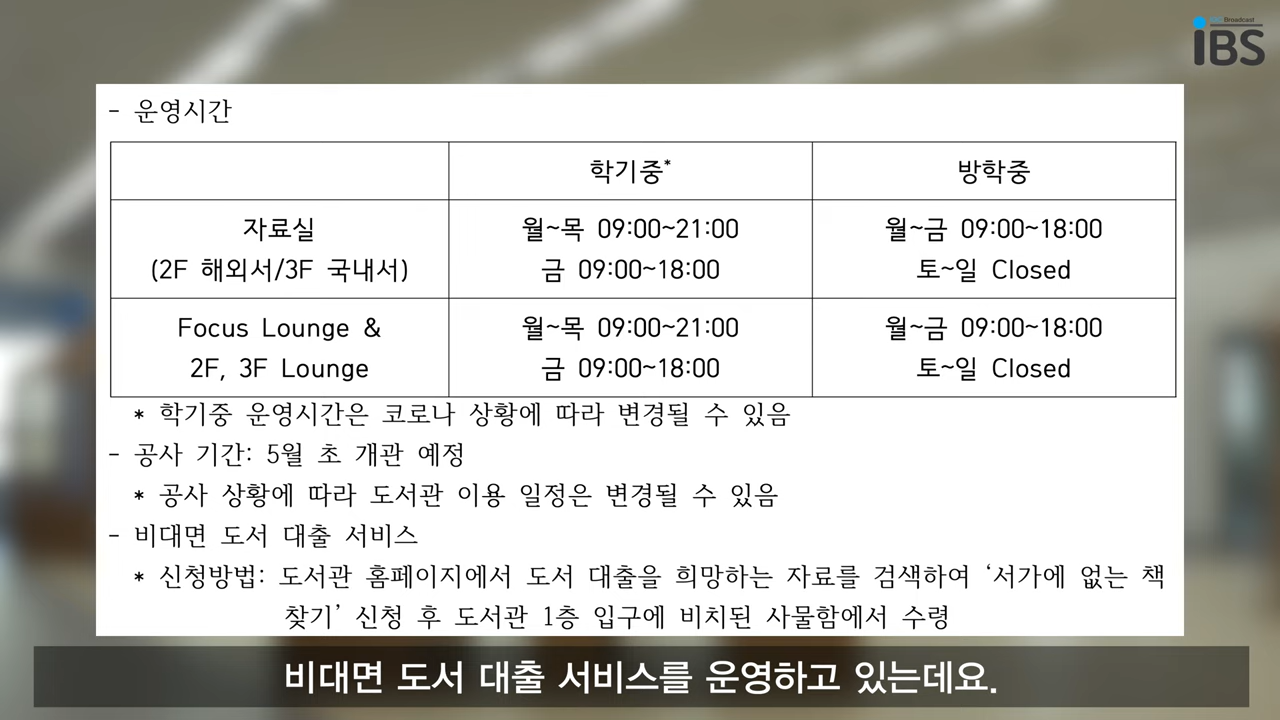 Broadcast
iBS
- 운영시간
학기중* 방학중
자료실 월~목 09:00~21:00 월~금 09:00~18:00
(2F 해외서/3F 국내서) 금 09:00~18:00 토~일 Closed
Focus Lounge & 월~목 09:00~21:00 월~금 09:00~18:00
2F, 3F Lounge 금 09:00~18:00 토~일 Closed
* 학기중 운영시간은 코로나 상황에 따라 변경될 수 있음
- 공사 기간: 5월 초 개관 예정
* 공사 상황에 따라 도서관 이용 일정은 변경될 수 있음
- 비대면 도서 대출 서비스
* 신청방법: 도서관 홈페이지에서 도서 대출을 희망하는 자료를 검색하여 ‘서가에 없는 책
찾기’ 신청 후 도서관 1층 입구에 비치된 사물함에서 수령
비대면 도서 대출 서비스를 운영하고 있는데요.